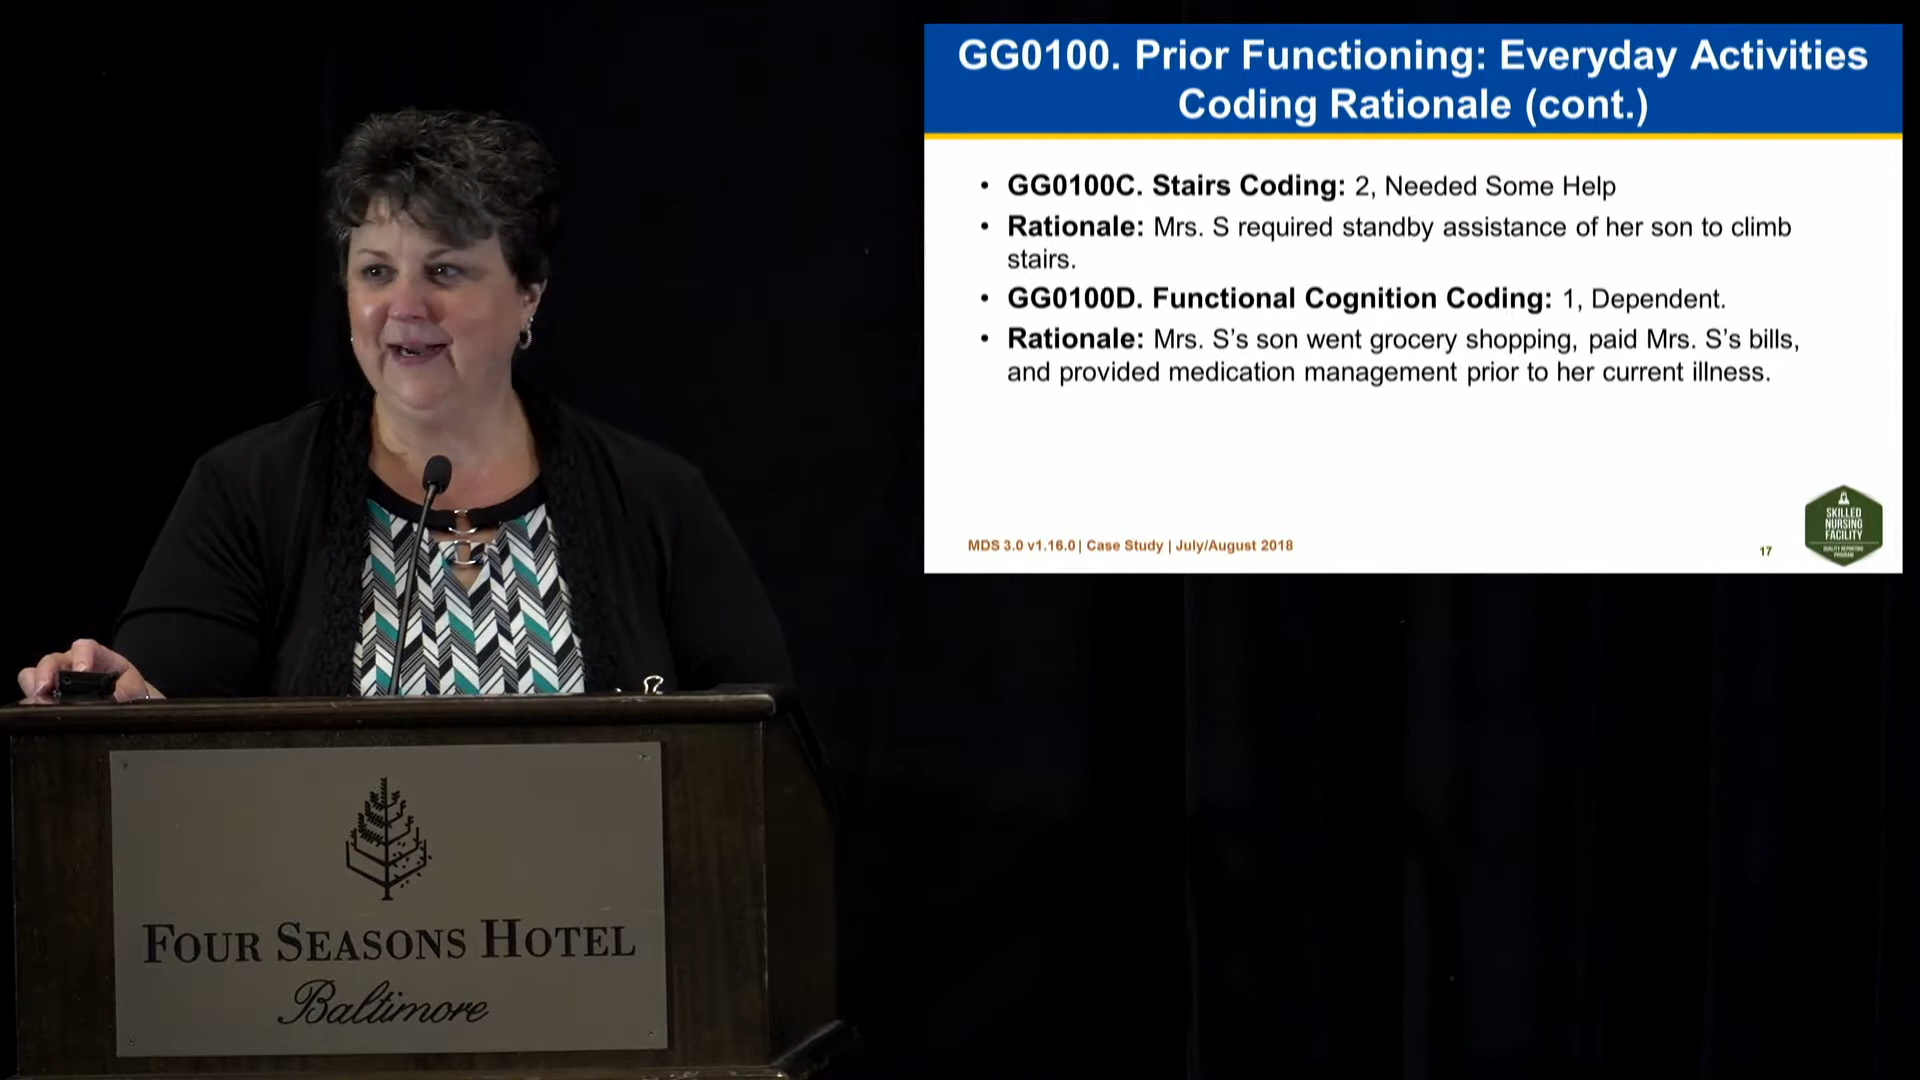 GG0100. Prior Functioning: Everyday Activities
Coding Rationale (cont.)
• GG0100C. Stairs Coding: 2, Needed Some Help
• Rationale: Mrs. S required standby assistance of her son to climb
stairs.
• GG0100D. Functional Cognition Coding: 1, Dependent.
• Rationale: Mrs. S’s son went grocery shopping, paid Mrs. S’s bills,
and provided medication management prior to her current illness.
MDS 3.0 v1.16.0 | Case Study | July/August 2018
17
SKILLED
NURSING
FACILITY
QUALITY REPORTING
PROGRAM
FOUR SEASONS HOTEL
Baltimore